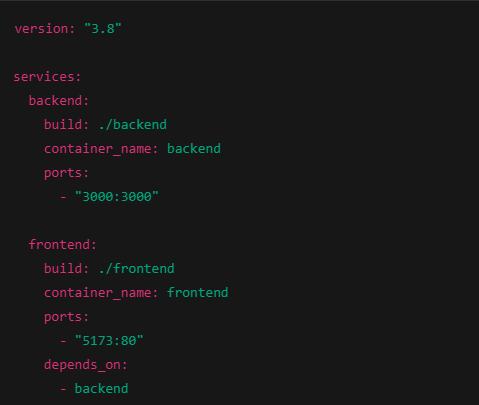 version: "3.8"
services:
  backend:
    build: ./backend
    container_name: backend
    ports:
      - "3000:3000"
  frontend:
    build: ./frontend
    container_name: frontend
    ports:
      - "5173:80"
    depends_on:
      - backend